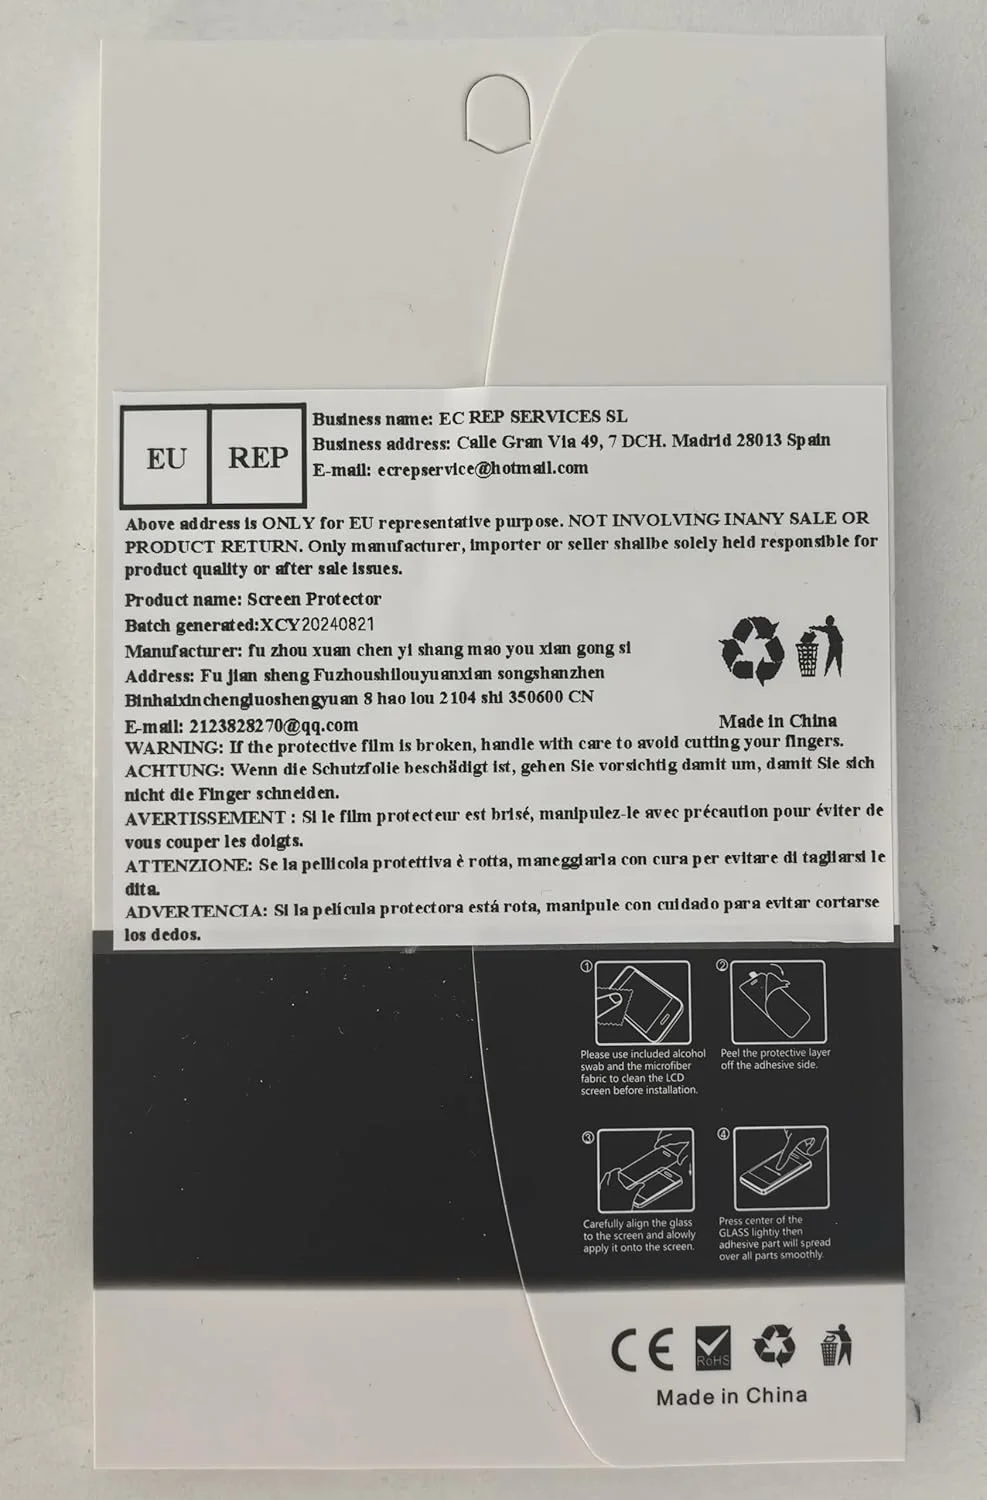 EU REP
Business name: EC REP SERVICES SL
Business address: Calle Gran Via 49, 7 DCH. Madrid 28013 Spain
E-mail: ecrepservice@hotmail.com
Above address is ONLY for EU representative purpose. NOT INVOLVING INANY SALE OR
PRODUCT RETURN. Only manufacturer, importer or seller shallbe solely held responsible for
product quality or after sale issues.
Product name: Screen Protector
Batch generated:XCY20240821
Manufacturer: fu zhou xuan chen yi shang mao you xian gong si
Address: Fu jian sheng Fuzhoushilouyuanxian songshanzhen
Binhaixinchengluoshengyuan 8 hao lou 2104 shi 350600 CN
E-mail: 2123828270@qq.com
Made in China
WARNING: If the protective film is broken, handle with care to avoid cutting your fingers.
ACHTUNG: Wenn die Schutzfolie beschädigt ist, gehen Sie vorsichtig damit um, damit Sie sich
nicht die Finger schneiden.
AVERTISSEMENT : Si le film protecteur est brisé, manipulez-le avec précaution pour éviter de
vous couper les doigts.
ATTENZIONE: Se la pellicola protettiva è rotta, maneggiarla con cura per evitare di tagliarsi le
dita.
ADVERTENCIA: Si la película protectora está rota, manipule con cuidado para evitar cortarse
los dedos.
①
Please use included alcohol
swab and the microfiber
fabric to clean the LCD
screen before installation.
②
Peel the protective layer
off the adhesive side.
③
Carefully align the glass
to the screen and alowly
apply it onto the screen.
④
Press center of the
GLASS lightiy then
adhesive part will spread
over all parts smoothly.
CE RoHS
Made in China